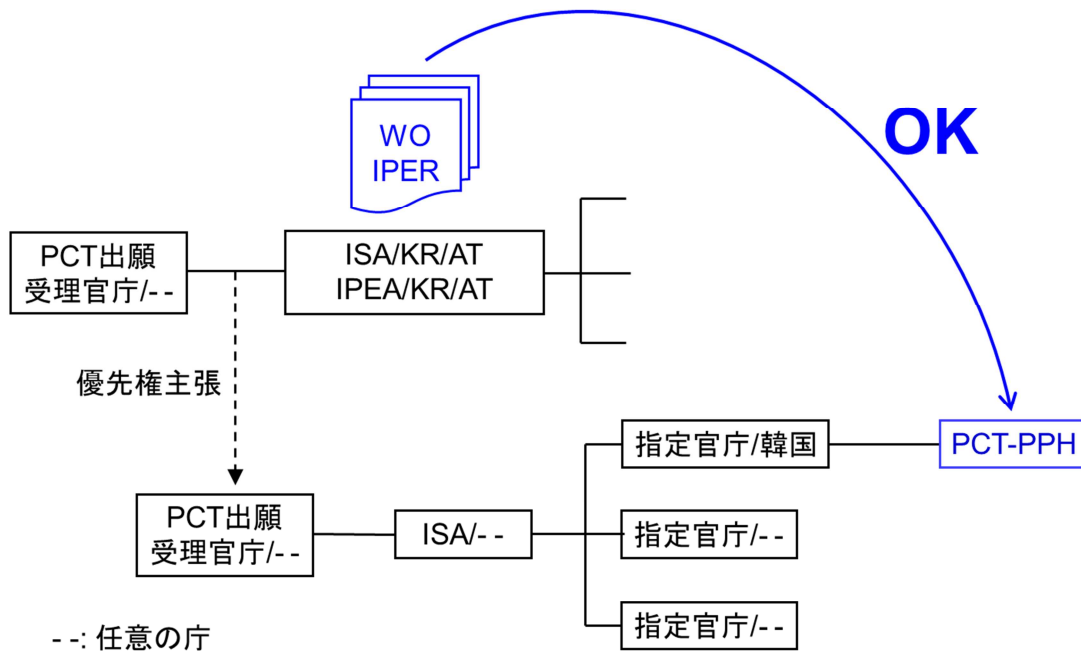 WO
IPER
OK
PCT出願
受理官庁/--
ISA/KR/AT
IPEA/KR/AT
優先権主張
指定官庁/韓国
PCT-PPH
PCT出願
受理官庁/--
ISA/--
指定官庁/--
指定官庁/--
--: 任意の庁